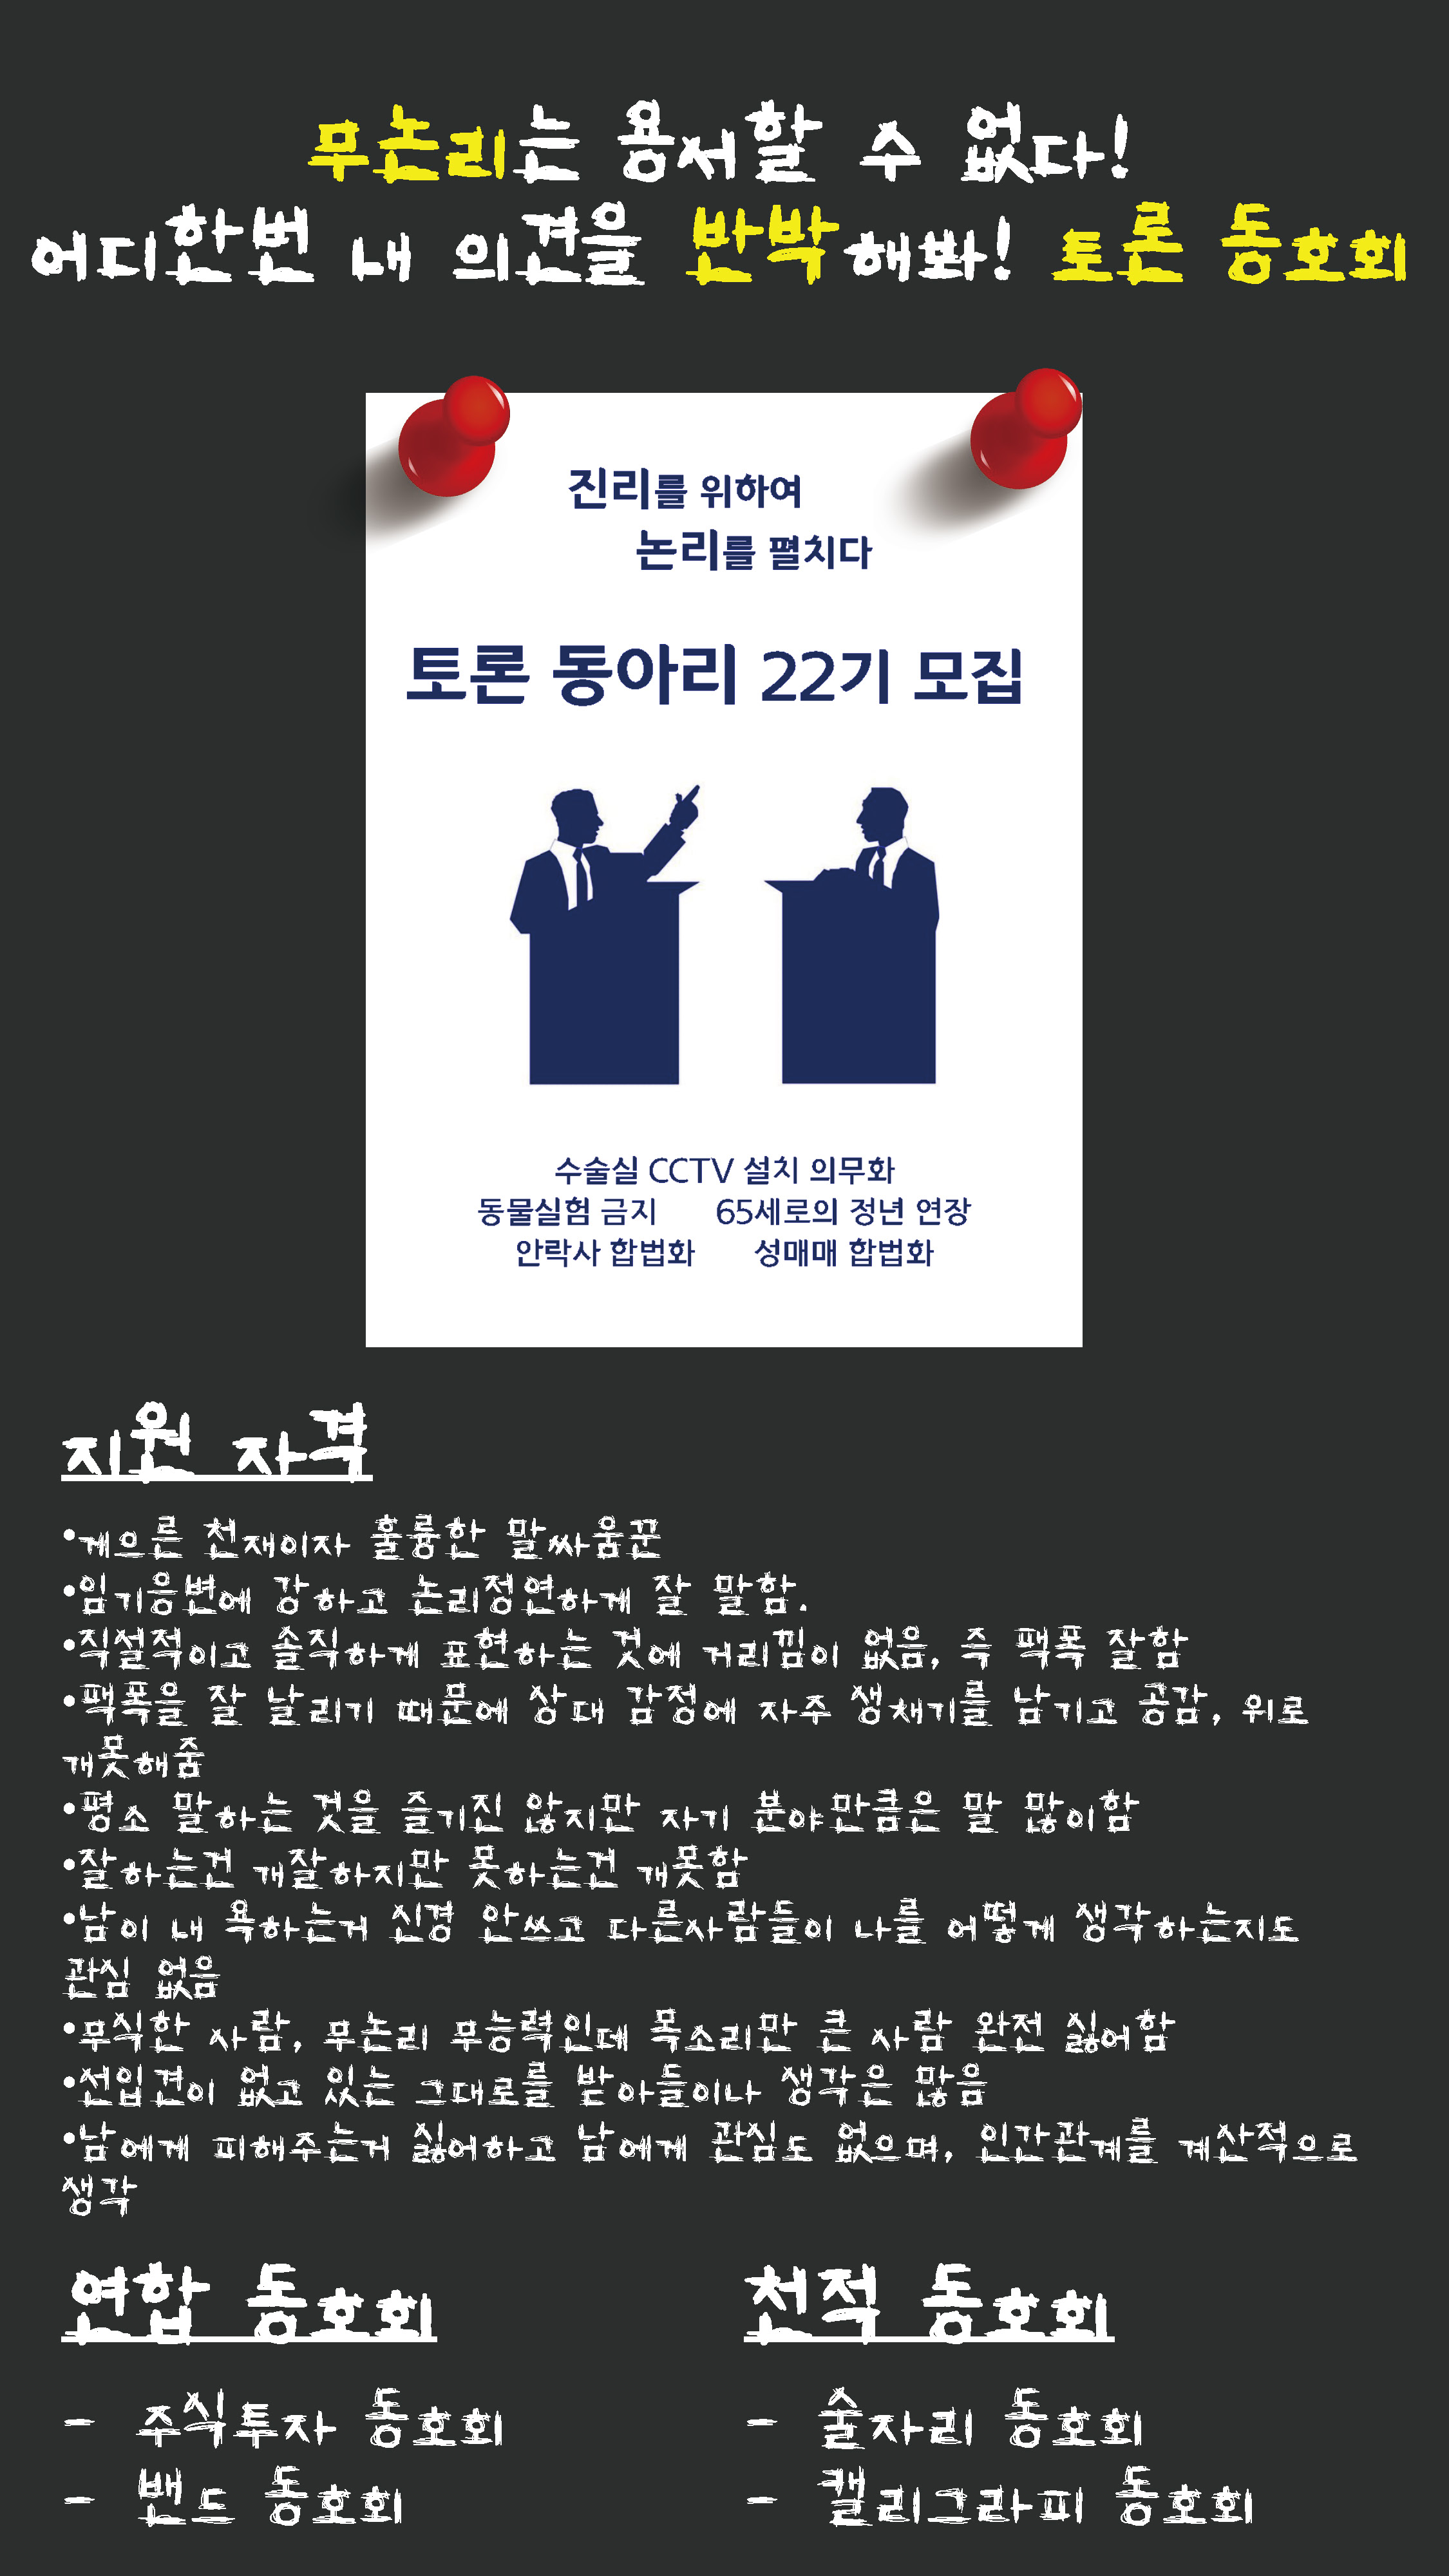 무논리는 용서할 수 없다!
어디한번 내 의견을 반박해봐! 토론 동호회
진리를 위하여
논리를 펼치다
토론 동아리 22기 모집
수술실 CCTV 설치 의무화
동물실험 금지 65세로의 정년 연장
안락사 합법화 성매매 합법화
지원 자격
•게으른 천재이자 훌륭한 말싸움꾼
•임기응변에 강하고 논리정연하게 잘 말함.
•직설적이고 솔직하게 표현하는 것에 거리낌이 없음, 즉 팩폭 잘함
•팩폭을 잘 날리기 때문에 상대 감정에 자주 생채기를 남기고 공감, 위로
개못해줌
•평소 말하는 것을 즐기진 않지만 자기 분야만큼은 말 많이함
•잘하는건 개잘하지만 못하는건 개못함
•남이 내 욕하는거 신경 안쓰고 다른사람들이 나를 어떻게 생각하는지도
관심 없음
•무식한 사람, 무논리 무능력인데 목소리만 큰 사람 완전 싫어함
•선입견이 없고 있는 그대로를 받아들이나 생각은 많음
•남에게 피해주는거 싫어하고 남에게 관심도 없으며, 인간관계를 계산적으로
생각
연합 동호회
- 주식투자 동호회
- 밴드 동호회
천적 동호회
- 술자리 동호회
- 캘리그라피 동호회